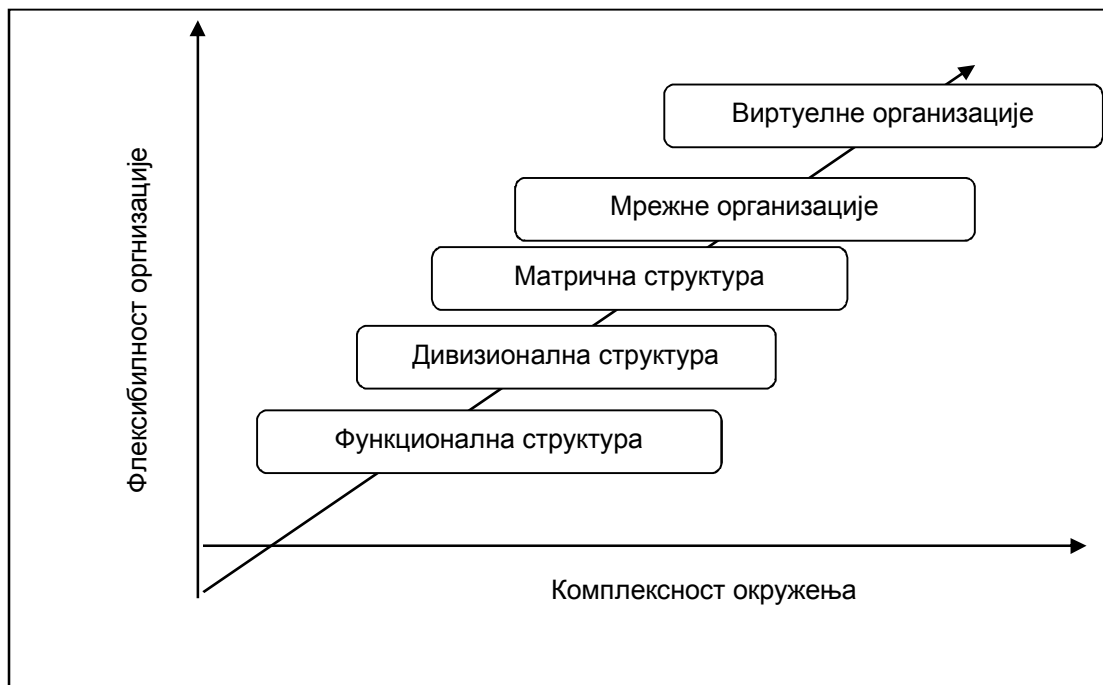 Виртуелне организације
Мрежне организације
Матрична структура
Дивизионална структура
Функционална структура
Флексибилност оргнизације
Комплексност окружења